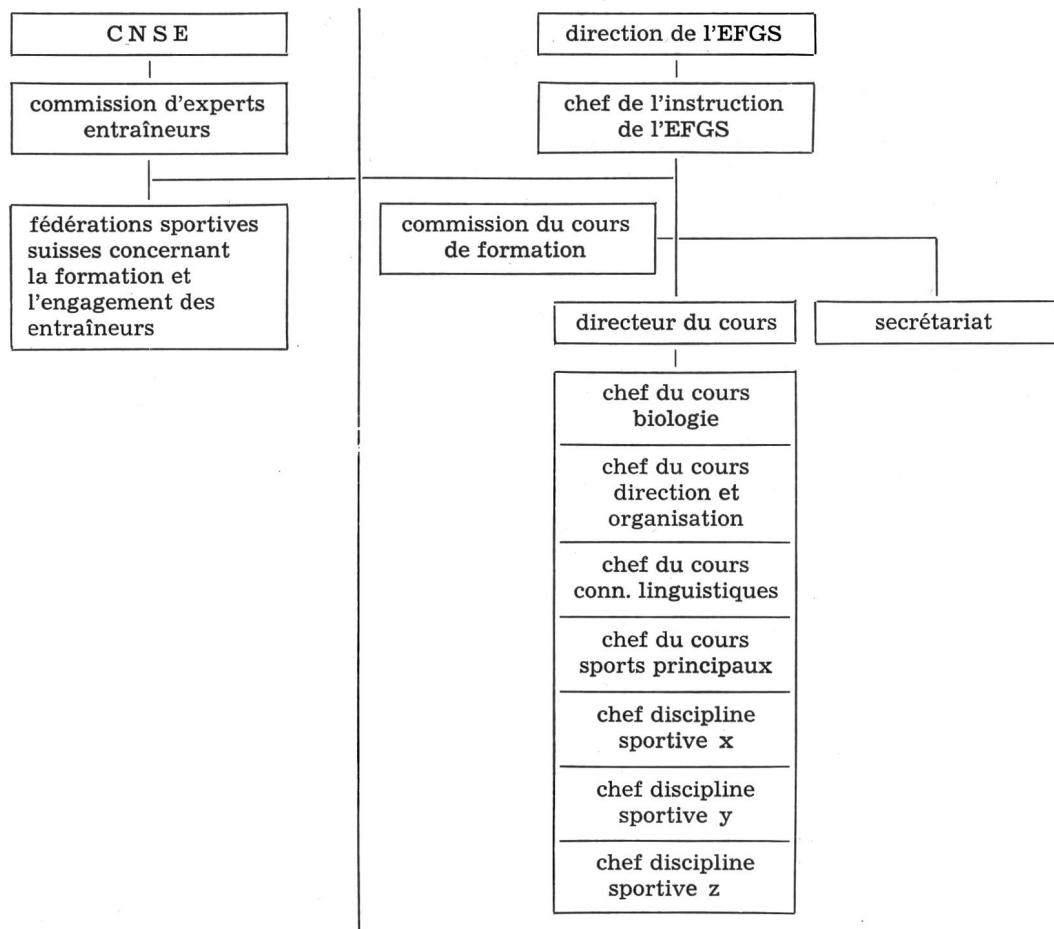 C N S E
commission d'experts
entraîneurs
fédérations sportives
suisses concernant
la formation et
l'engagement des
entraîneurs
direction de l'EFGS
chef de l'instruction
de l'EFGS
commission du cours
de formation
directeur du cours
secrétariat
chef du cours
biologie
chef du cours
direction et
organisation
chef du cours
conn. linguistiques
chef du cours
sports principaux
chef discipline
sportive x
chef discipline
sportive y
chef discipline
sportive z